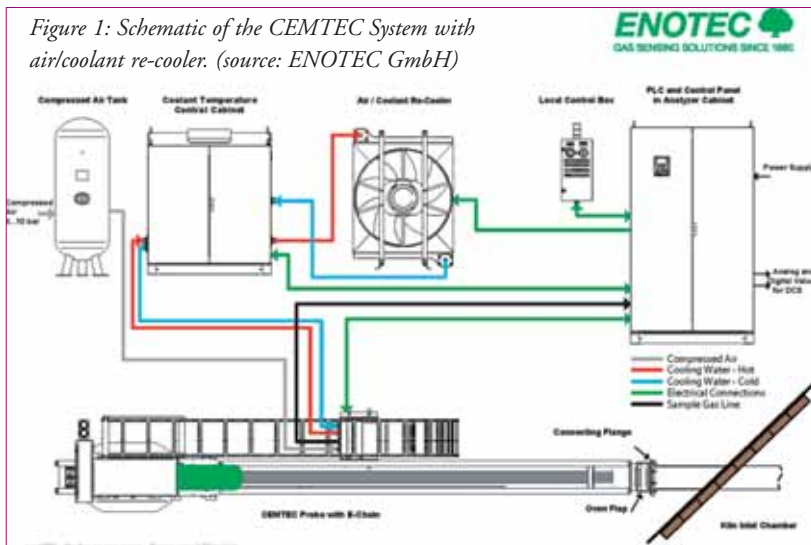 Figure 1: Schematic of the CEMTEC System with
air/coolant re-cooler. (source: ENOTEC GmbH)
ENOTEC
GAS SENSING SOLUTIONS SINCE 1980
Compressed Air Tank
Coolant Temperature
Control Cabinet
Air / Coolant Re-Cooler
Local Control Box
PLC and Control Panel
in Analyzer Cabinet
Power Supply
Compressed
Air
10 bar
Analog and
Digital Value
for DCS
Compressed Air
Cooling Water - Hot
Cooling Water - Cold
Electrical Connections
Sample Gas Line
Connecting Flange
CEMTEC Probe with E-Chain
Oven Flap
Kiln Inlet Chamber